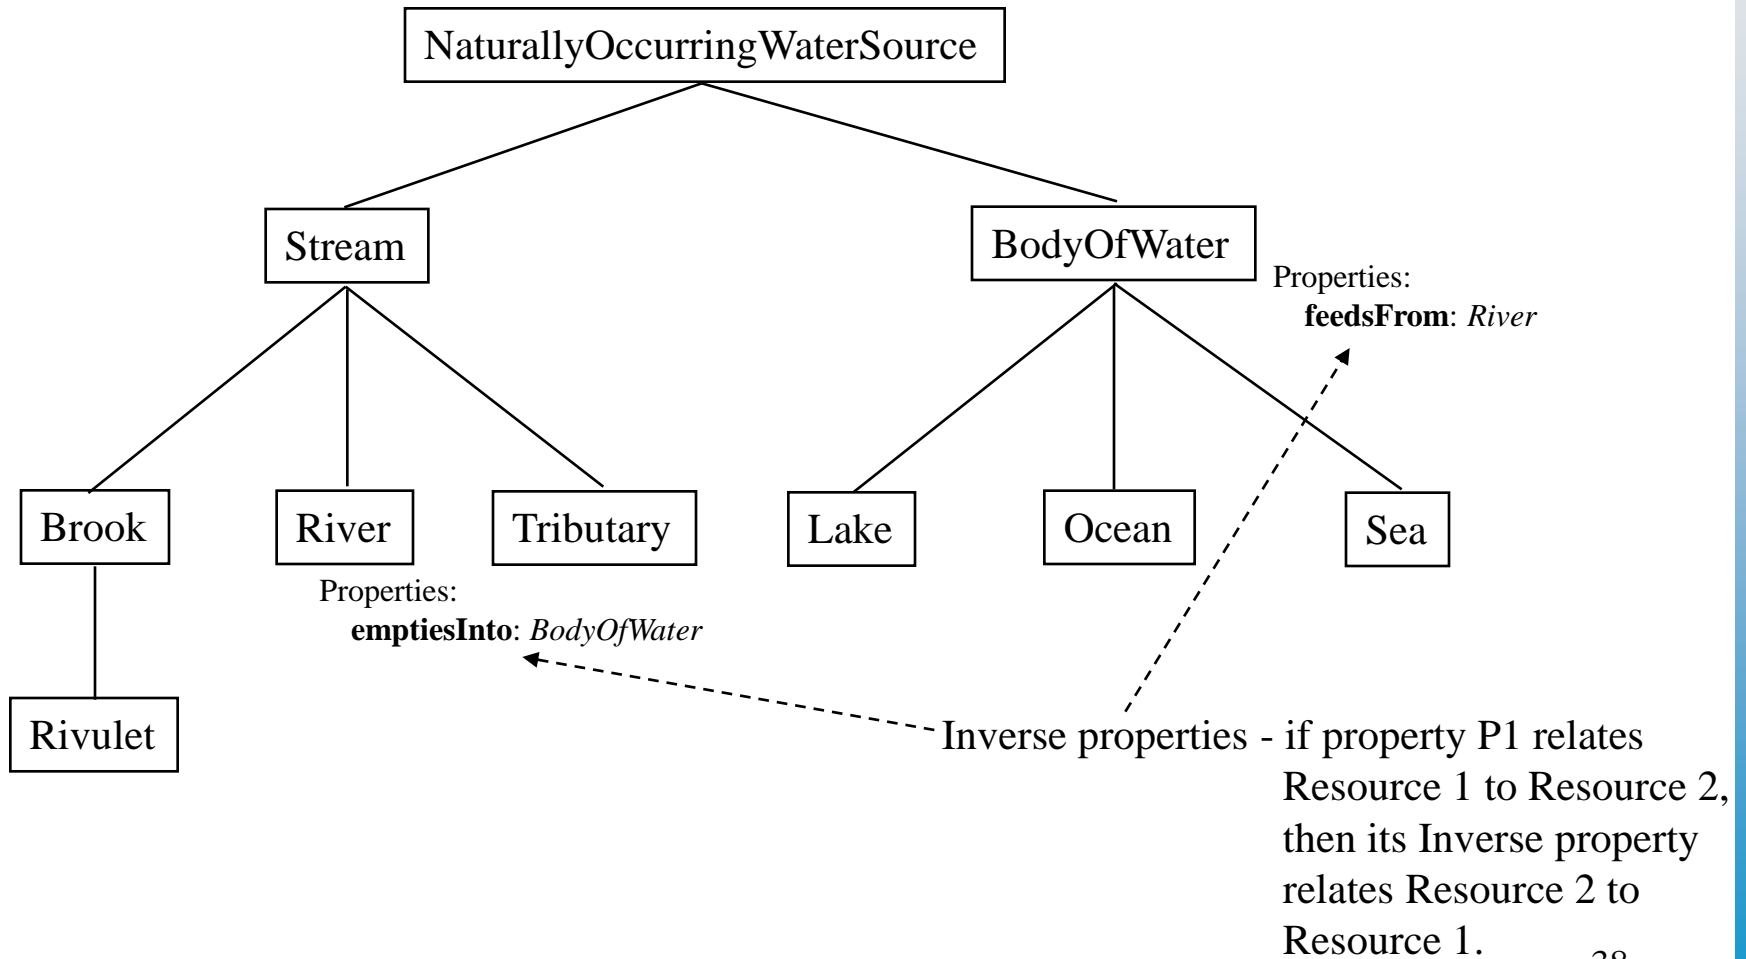 NaturallyOccurringWaterSource
Stream
BodyOfWater
Properties:
feedsFrom: River
Brook
River
Tributary
Lake
Ocean
Sea
Properties:
emptiesInto: BodyOfWater
Rivulet
Inverse properties - if property P1 relates
Resource 1 to Resource 2,
then its Inverse property
relates Resource 2 to
Resource 1.
38